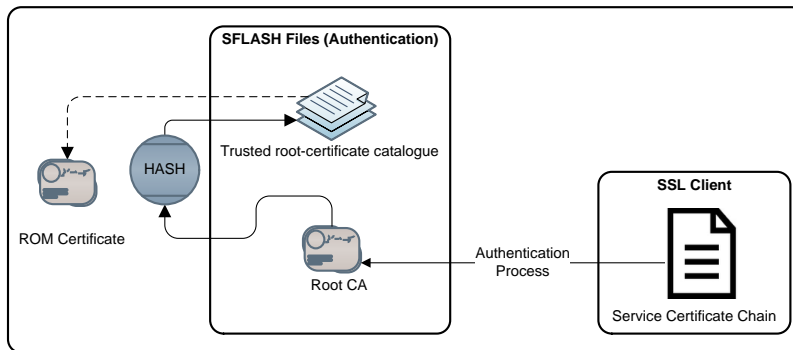 SFLASH Files (Authentication)
Trusted root-certificate catalogue
HASH
ROM Certificate
Root CA
Authentication
Process
SSL Client
Service Certificate Chain